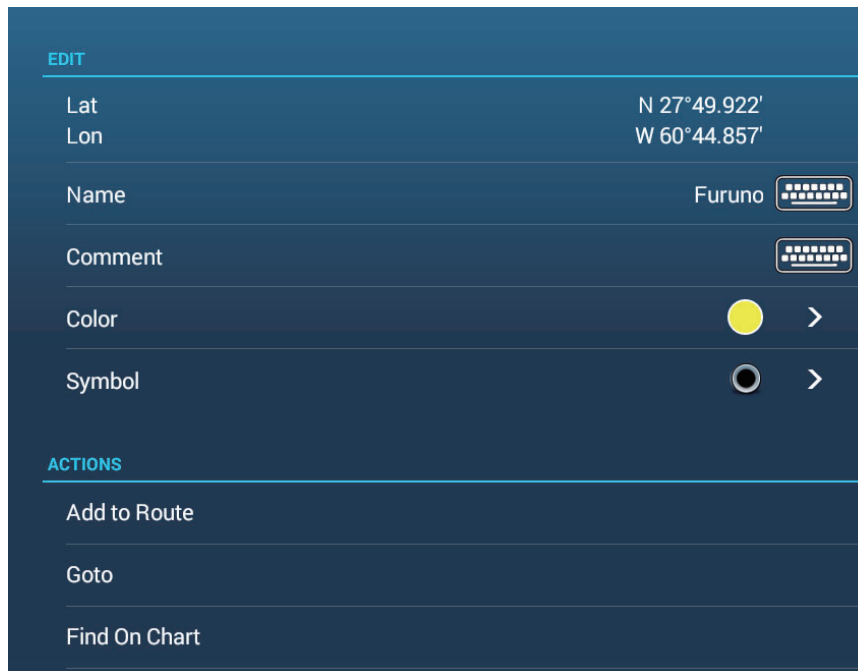 EDIT
Lat N 27°49.922'
Lon W 60°44.857'
Name Furuno
Comment
Color
Symbol
ACTIONS
Add to Route
Goto
Find On Chart